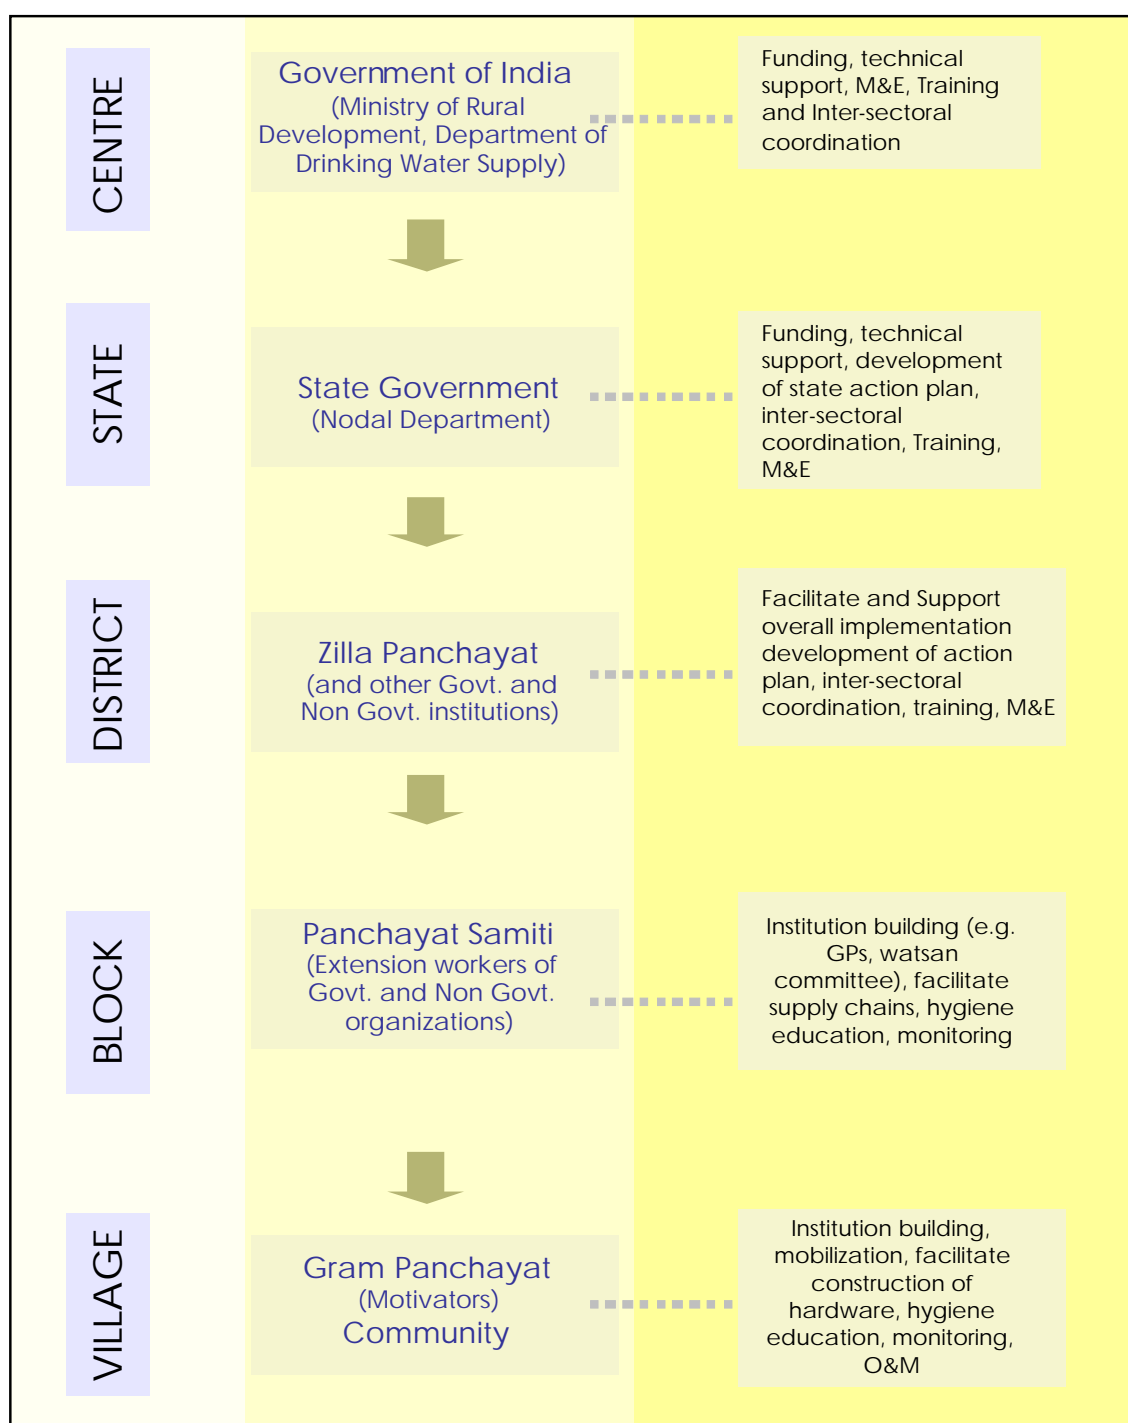 CENTRE
Government of India
(Ministry of Rural
Development, Department of
Drinking Water Supply)
Funding, technical
support, M&E, Training
and Inter-sectoral
coordination
STATE
State Government
(Nodal Department)
Funding, technical
support, development
of state action plan,
inter-sectoral
coordination, Training,
M&E
DISTRICT
Zilla Panchayat
(and other Govt. and
Non Govt. institutions)
Facilitate and Support
overall implementation
development of action
plan, inter-sectoral
coordination, training, M&E
BLOCK
Panchayat Samiti
(Extension workers of
Govt. and Non Govt.
organizations)
Institution building (e.g.
GPs, watsan
committee), facilitate
supply chains, hygiene
education, monitoring
VILLAGE
Gram Panchayat
(Motivators)
Community
Institution building,
mobilization, facilitate
construction of
hardware, hygiene
education, monitoring,
O&M